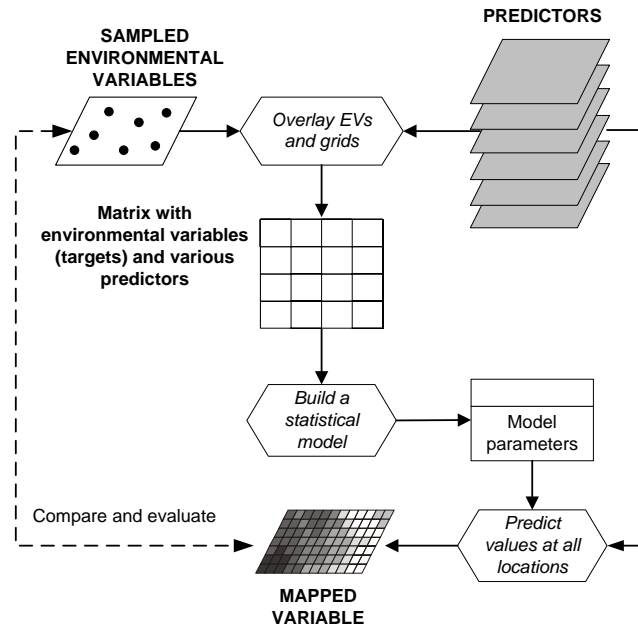 PREDICTORS
SAMPLED
ENVIRONMENTAL
VARIABLES
Overlay EVs
and grids
Matrix with
environmental variables
(targets) and various
predictors
Build a
statistical
model
Model
parameters
Compare and evaluate
Predict
values at all
locations
MAPPED
VARIABLE